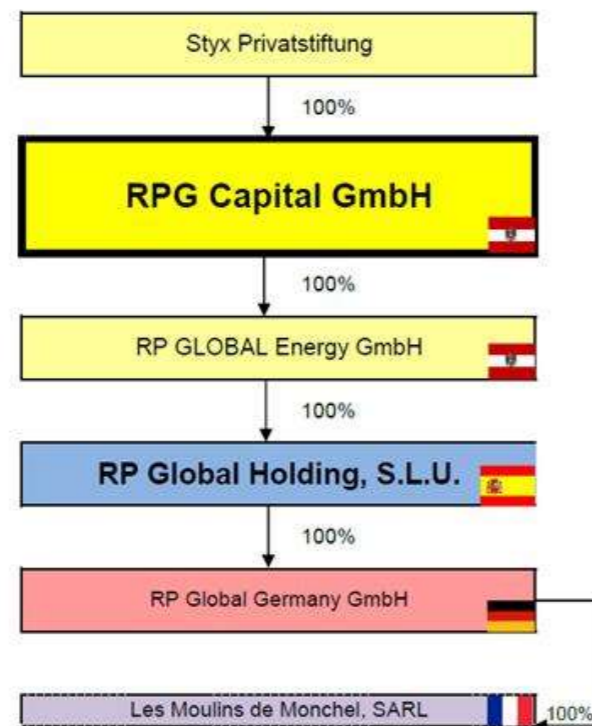 Styx Privatstiftung
100%
RPG Capital GmbH
100%
RP GLOBAL Energy GmbH
100%
RP Global Holding, S.L.U.
100%
RP Global Germany GmbH
Les Moulins de Monchel, SARL
100%